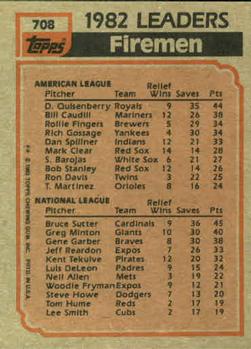 708 1982 LEADERS
Topps Firemen
AMERICAN LEAGUE Relief
Pitcher Team Wins Saves Pts
D. Quisenberry Royals 9 35 44
Bill Caudill Mariners 12 26 38
Rollie Fingers Brewers 5 29 34
Rich Gossage Yankees 4 30 34
Dan Spillner Indians 12 21 33
Mark Clear Red Sox 14 14 28
S. Barojas White Sox 6 21 27
Bob Stanley Red Sox 12 14 26
Ron Davis Twins 3 22 25
T. Martinez Orioles 8 16 24
NATIONAL LEAGUE Relief
Pitcher Team Wins Saves Pts
Bruce Sutter Cardinals 9 36 45
Greg Minton Giants 10 30 40
Gene Garber Braves 8 30 38
Jeff Reardon Expos 7 26 33
Kent Tekulve Pirates 12 20 32
Luis DeLeon Padres 9 15 24
Neil Allen Mets 3 19 22
Woodie Fryman Expos 9 12 21
Steve Howe Dodgers 7 13 20
Tom Hume Reds 2 17 19
Lee Smith Cubs 2 17 19
© 1983 TOPPS CHEWING GUM, INC. PRTD. IN U.S.A.